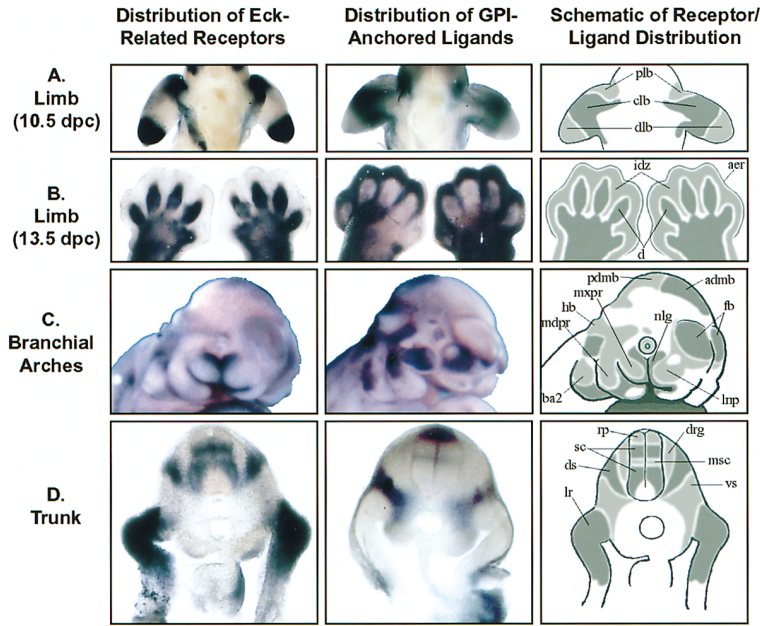 Distribution of Eck-
Related Receptors
Distribution of GPI-
Anchored Ligands
Schematic of Receptor/
Ligand Distribution
A.
Limb
(10.5 dpc)
plb
clb
dlb
B.
Limb
(13.5 dpc)
idz
aer
d
C.
Branchial
Arches
pdmb
admb
mxpr
hb
nlg
fb
mdpr
ba2
lnp
D.
Trunk
rp
drg
sc
ds
msc
vs
lr